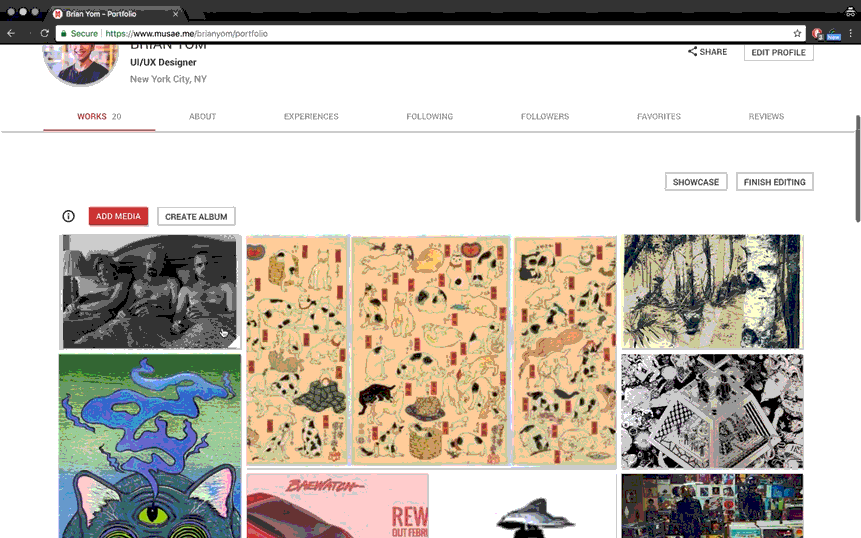 Brian Yom - Portfolio
Secure https://www.musae.me/brianyom/portfolio
New
BRIAN YOM
UI/UX Designer
New York City, NY
SHARE
EDIT PROFILE
WORKS 20 ABOUT EXPERIENCES FOLLOWING FOLLOWERS FAVORITES REVIEWS
SHOWCASE FINISH EDITING
ADD MEDIA CREATE ALBUM
BAEWATCH
REW
OUT FEBRU